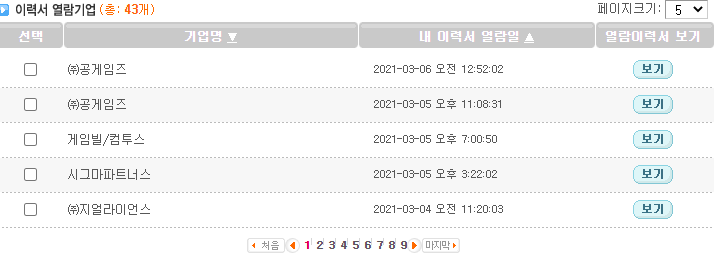 이력서 열람기업 (총: 43개) 페이지크기: 5
선택 기업명 ▽ 내 이력서 열람일 △ 열람이력서 보기
㈜공게임즈 2021-03-06 오전 12:52:02 보기
㈜공게임즈 2021-03-05 오후 11:08:31 보기
게임빌/컴투스 2021-03-05 오후 7:00:50 보기
시그마파트너스 2021-03-05 오후 3:22:02 보기
㈜지얼라이언스 2021-03-04 오전 11:20:03 보기
처음 1 2 3 4 5 6 7 8 9 마지막